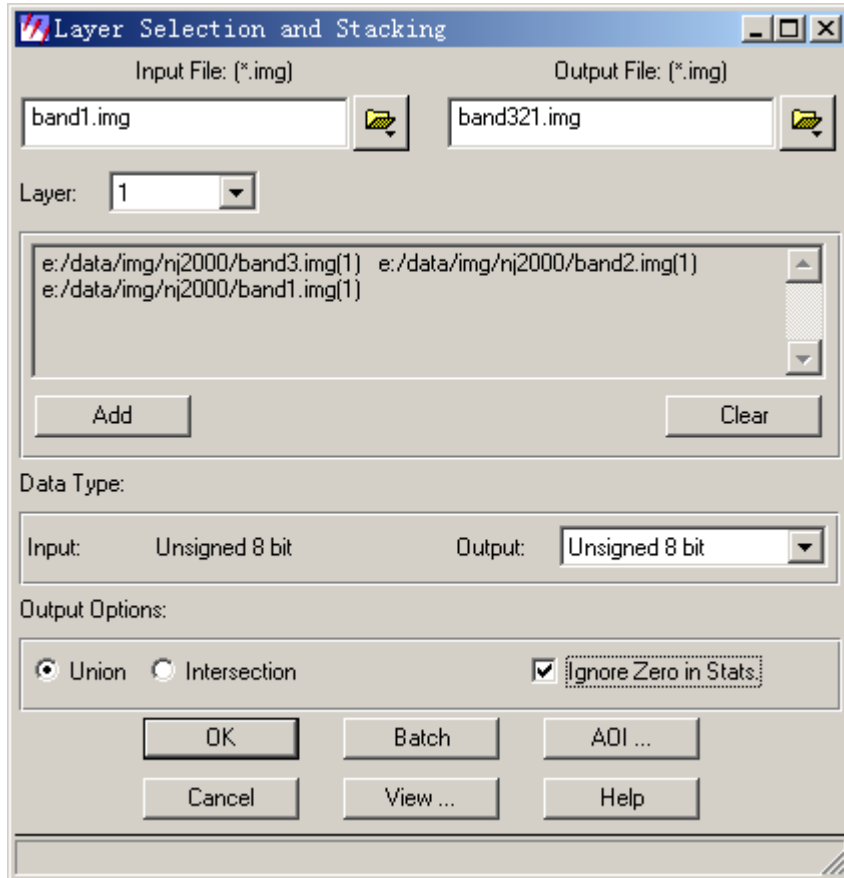 Layer Selection and Stacking
Input File: (*.img) Output File: (*.img)
band1.img band321.img
Layer: 1
e:/data/img/nj2000/band3.img(1) e:/data/img/nj2000/band2.img(1)
e:/data/img/nj2000/band1.img(1)
Add Clear
Data Type:
Input: Unsigned 8 bit Output: Unsigned 8 bit
Output Options:
Union Intersection Ignore Zero in Stats.
OK Batch AOI ...
Cancel View ... Help